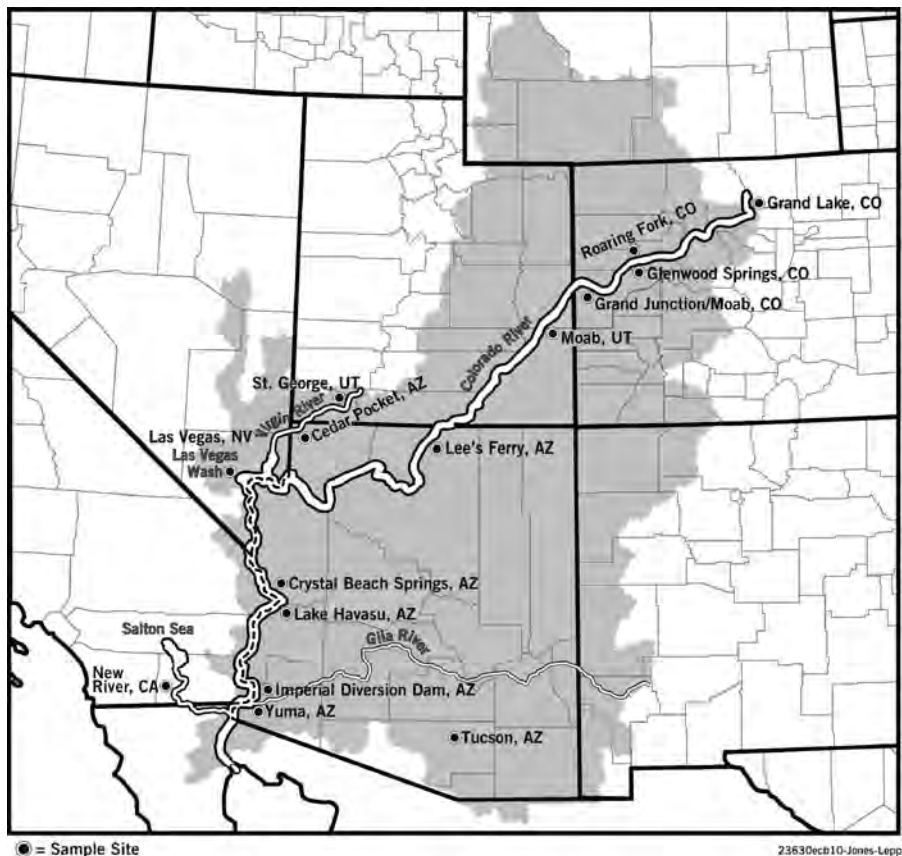 Grand Lake, CO
Roaring Fork, CO
Glenwood Springs, CO
Grand Junction/Moab, CO
Moab, UT
Colorado River
St. George, UT
Virgin River
Cedar Pocket, AZ
Las Vegas, NV
Las Vegas
Wash
Lee's Ferry, AZ
Crystal Beach Springs, AZ
Lake Havasu, AZ
Salton Sea
Gila River
New
River, CA
Imperial Diversion Dam, AZ
Yuma, AZ
Tucson, AZ
= Sample Site
23630ecb10-Jones-Lepp